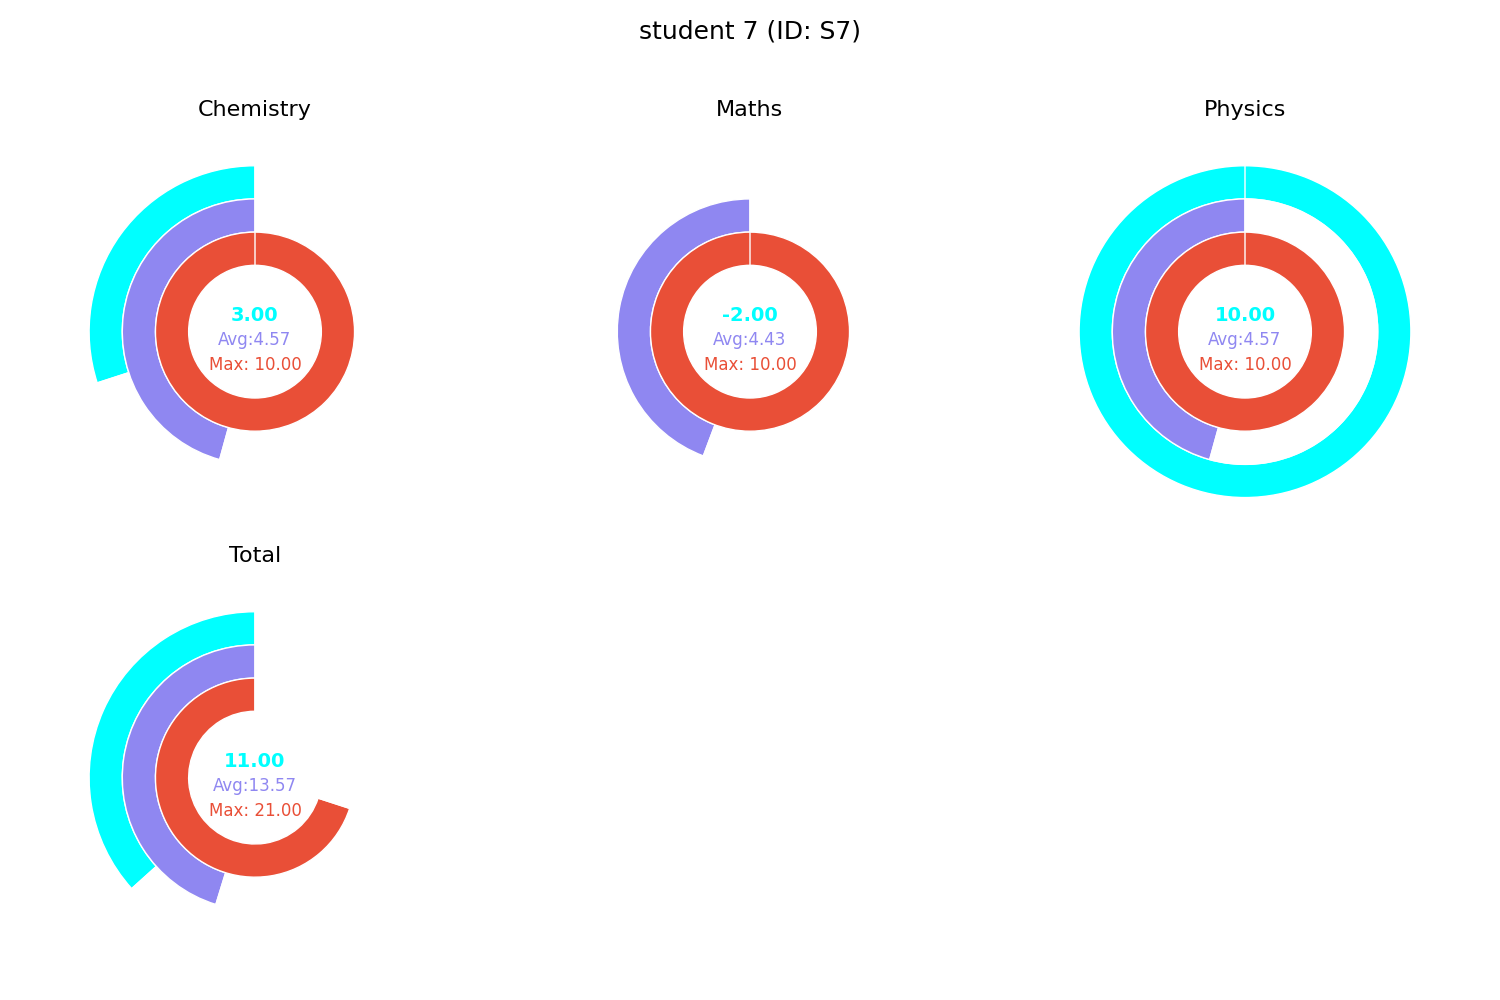 student 7 (ID: S7)
Chemistry
3.00
Avg:4.57
Max: 10.00
Maths
-2.00
Avg:4.43
Max: 10.00
Physics
10.00
Avg:4.57
Max: 10.00
Total
11.00
Avg:13.57
Max: 21.00